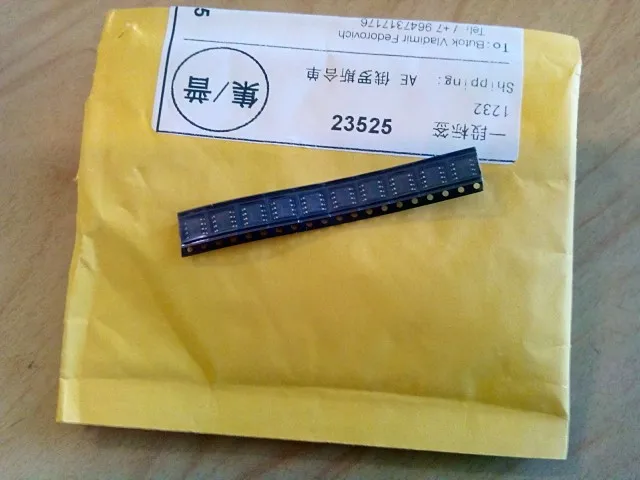 一段标签 23525
1232
Shipping: AE 俄罗斯合单
集/普
To: Butok Vladimir Fedorovich
Tel: / +7 9647317176
5